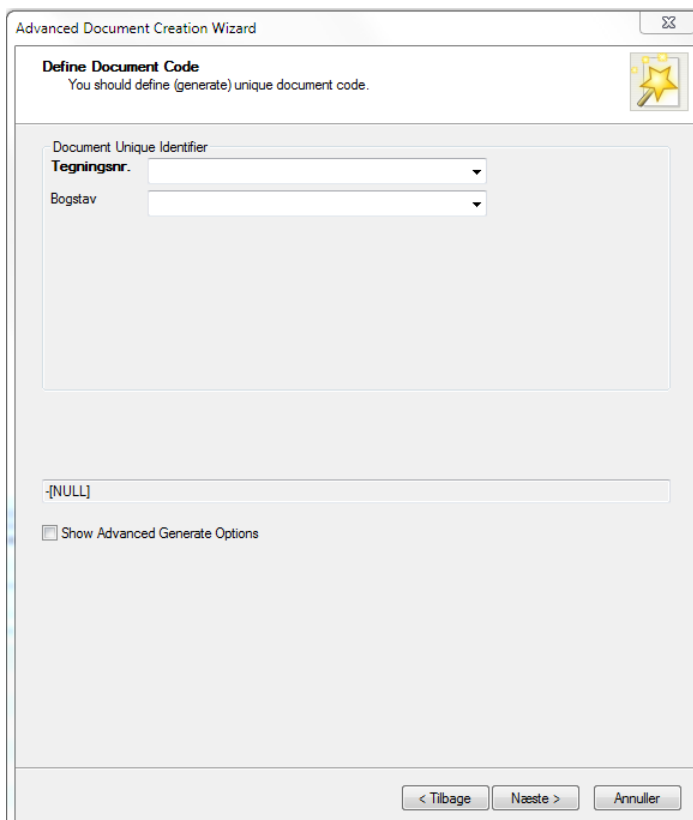 Advanced Document Creation Wizard
Define Document Code
You should define (generate) unique document code.
Document Unique Identifier
Tegningsnr.
Bogstav
-[NULL]
Show Advanced Generate Options
< Tilbage Næste > Annuller